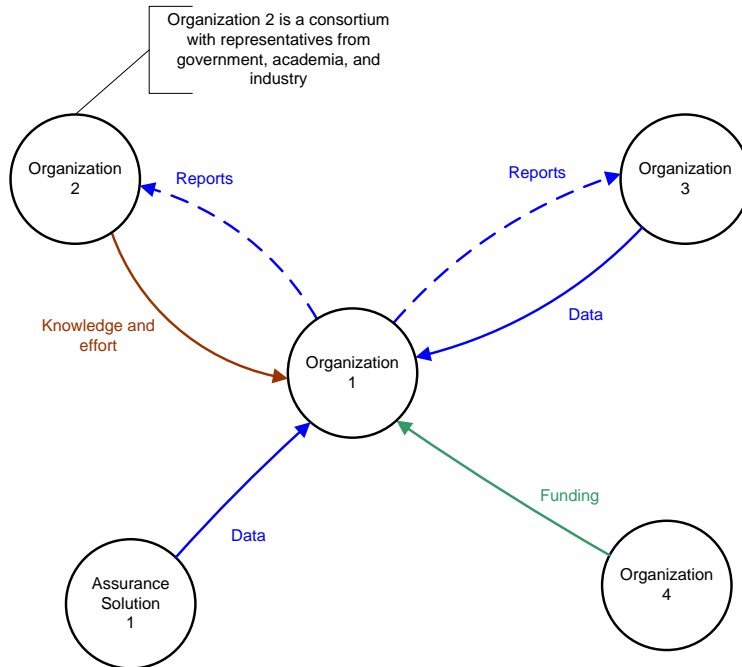 Organization 2 is a consortium
with representatives from
government, academia, and
industry
Organization
2
Reports
Reports
Organization
3
Knowledge and
effort
Data
Organization
1
Funding
Data
Assurance
Solution
1
Organization
4